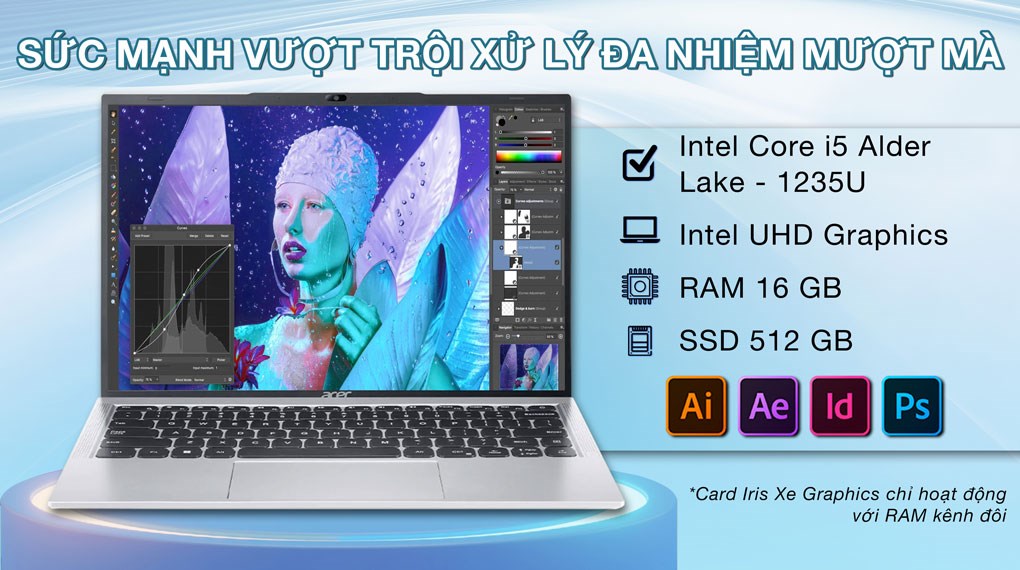 SỨC MẠNH VƯỢT TRỘI XỬ LÝ ĐA NHIỆM MƯỢT MÀ
Intel Core i5 Alder
Lake - 1235U
Intel UHD Graphics
RAM 16 GB
SSD 512 GB
Ai Ae Id Ps
acer
*Card Iris Xe Graphics chỉ hoạt động
với RAM kênh đôi